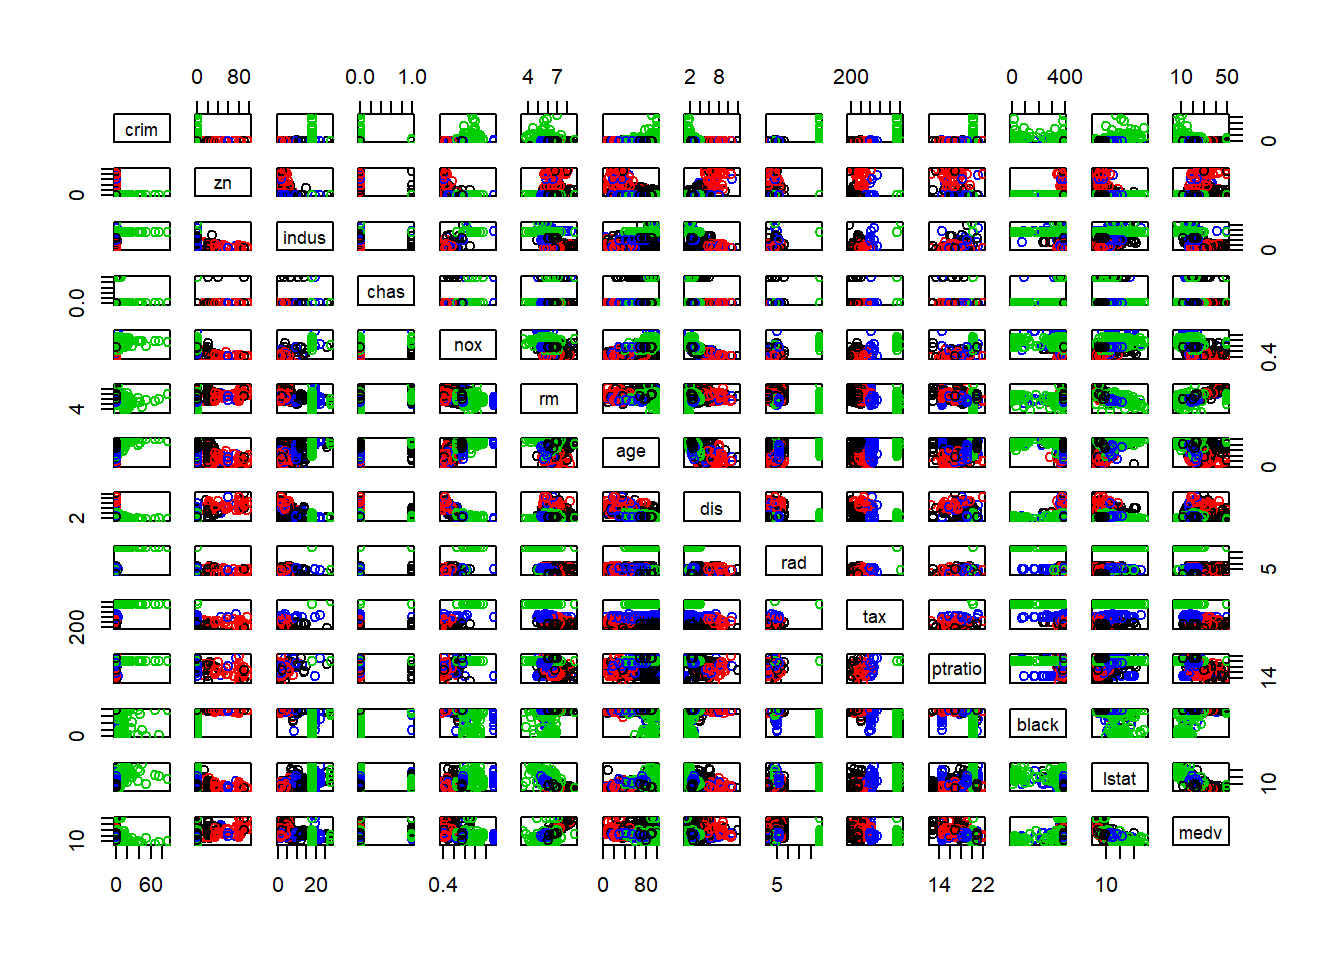 0 80 0.0 1.0 4 7 2 8 200 0 400 10 50
crim 0
0 zn
indus 0
0.0 chas
nox 0.4
4 rm
age 0
2 dis
rad 5
200 tax
ptratio 14
0 black
lstat 10
10 medv
0 60 0 20 0.4 0 80 5 14 22 10